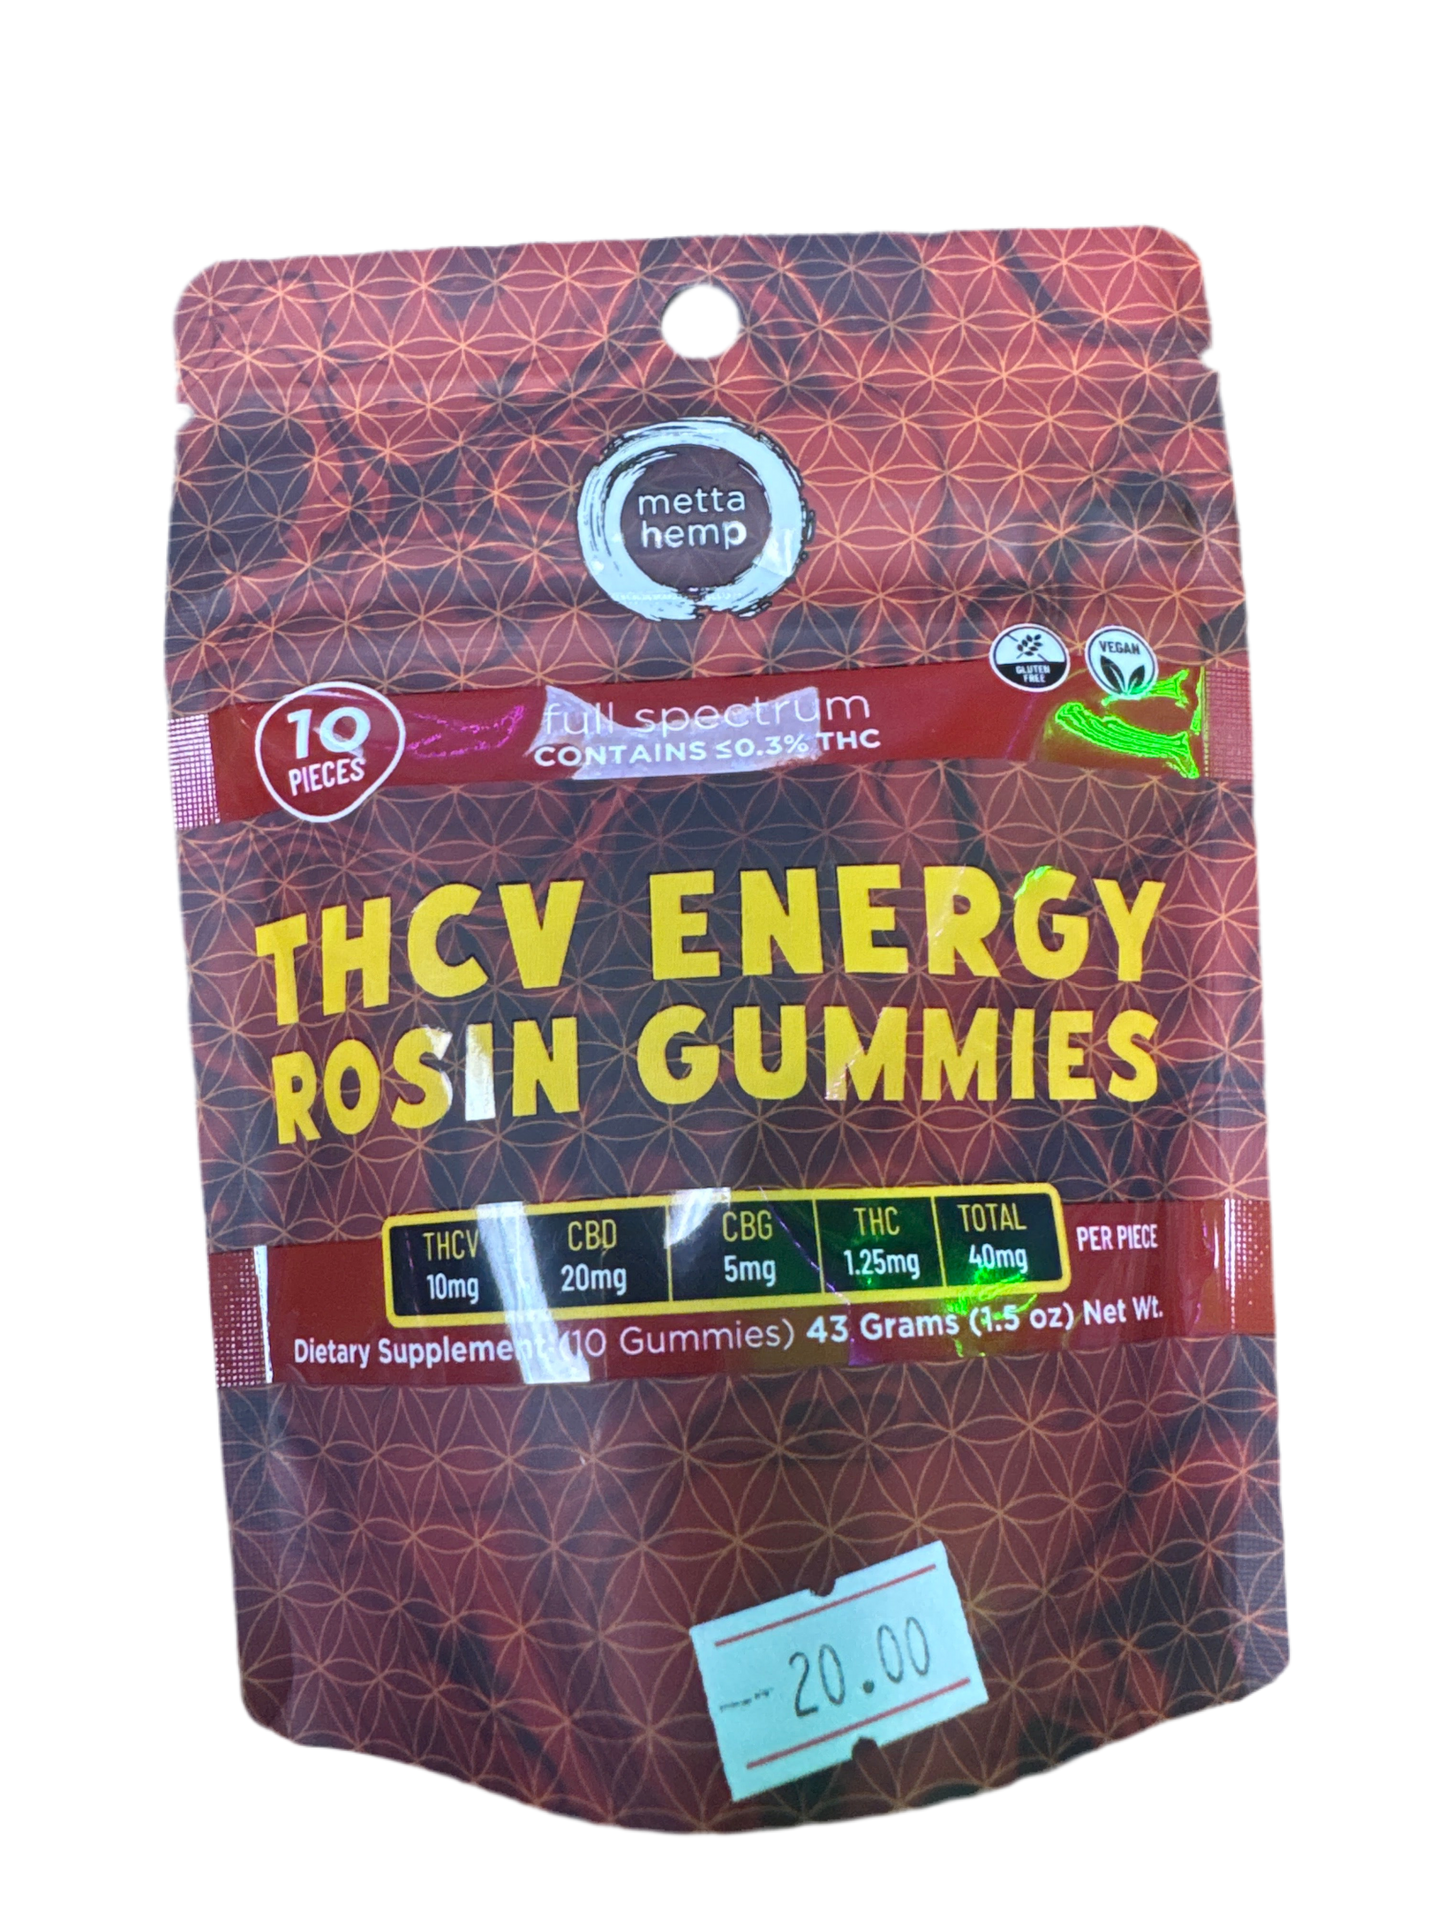 metta
hemp
GLUTEN
FREE
VEGAN
10
PIECES
full spectrum
CONTAINS ≤0.3% THC
THCV ENERGY
ROSIN GUMMIES
THCV CBD CBG THC TOTAL
10mg 20mg 5mg 1.25mg 40mg PER PIECE
Dietary Supplement (10 Gummies) 43 Grams (1.5 oz) Net Wt.
20.00